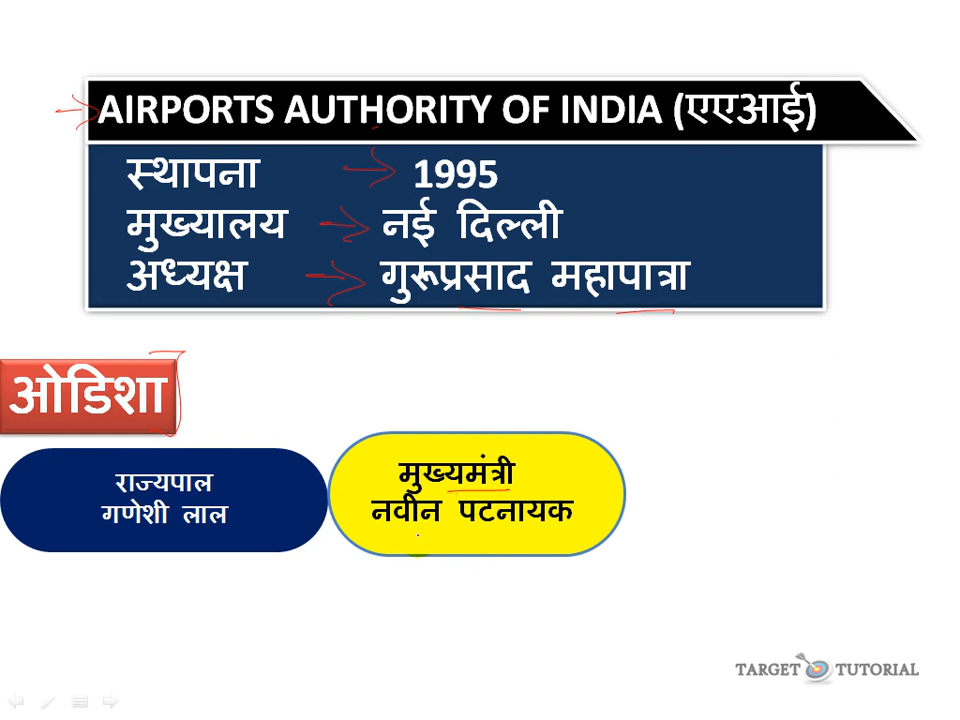 AIRPORTS AUTHORITY OF INDIA (एएआई)
स्थापना 1995
मुख्यालय नई दिल्ली
अध्यक्ष गुरूप्रसाद महापात्रा
ओडिशा
राज्यपाल
गणेशी लाल
मुख्यमंत्री
नवीन पटनायक
TARGET TUTORIAL